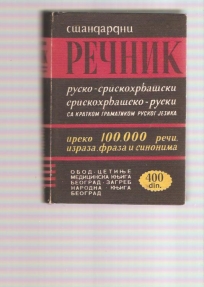 стандардни
РЕЧНИК
руско-српскохрватски
српскохрватско-руски
СА КРАТКОМ ГРАМАТИКОМ РУСКОГ ЈЕЗИКА
преко 100.000 речи,
израза, фраза и синонима
ОБОД·ЦЕТИЊЕ
МЕДИЦИНСКА КЊИГА
БЕОГРАД-ЗАГРЕБ
НАРОДНА КЊИГА
БЕОГРАД
400
din.